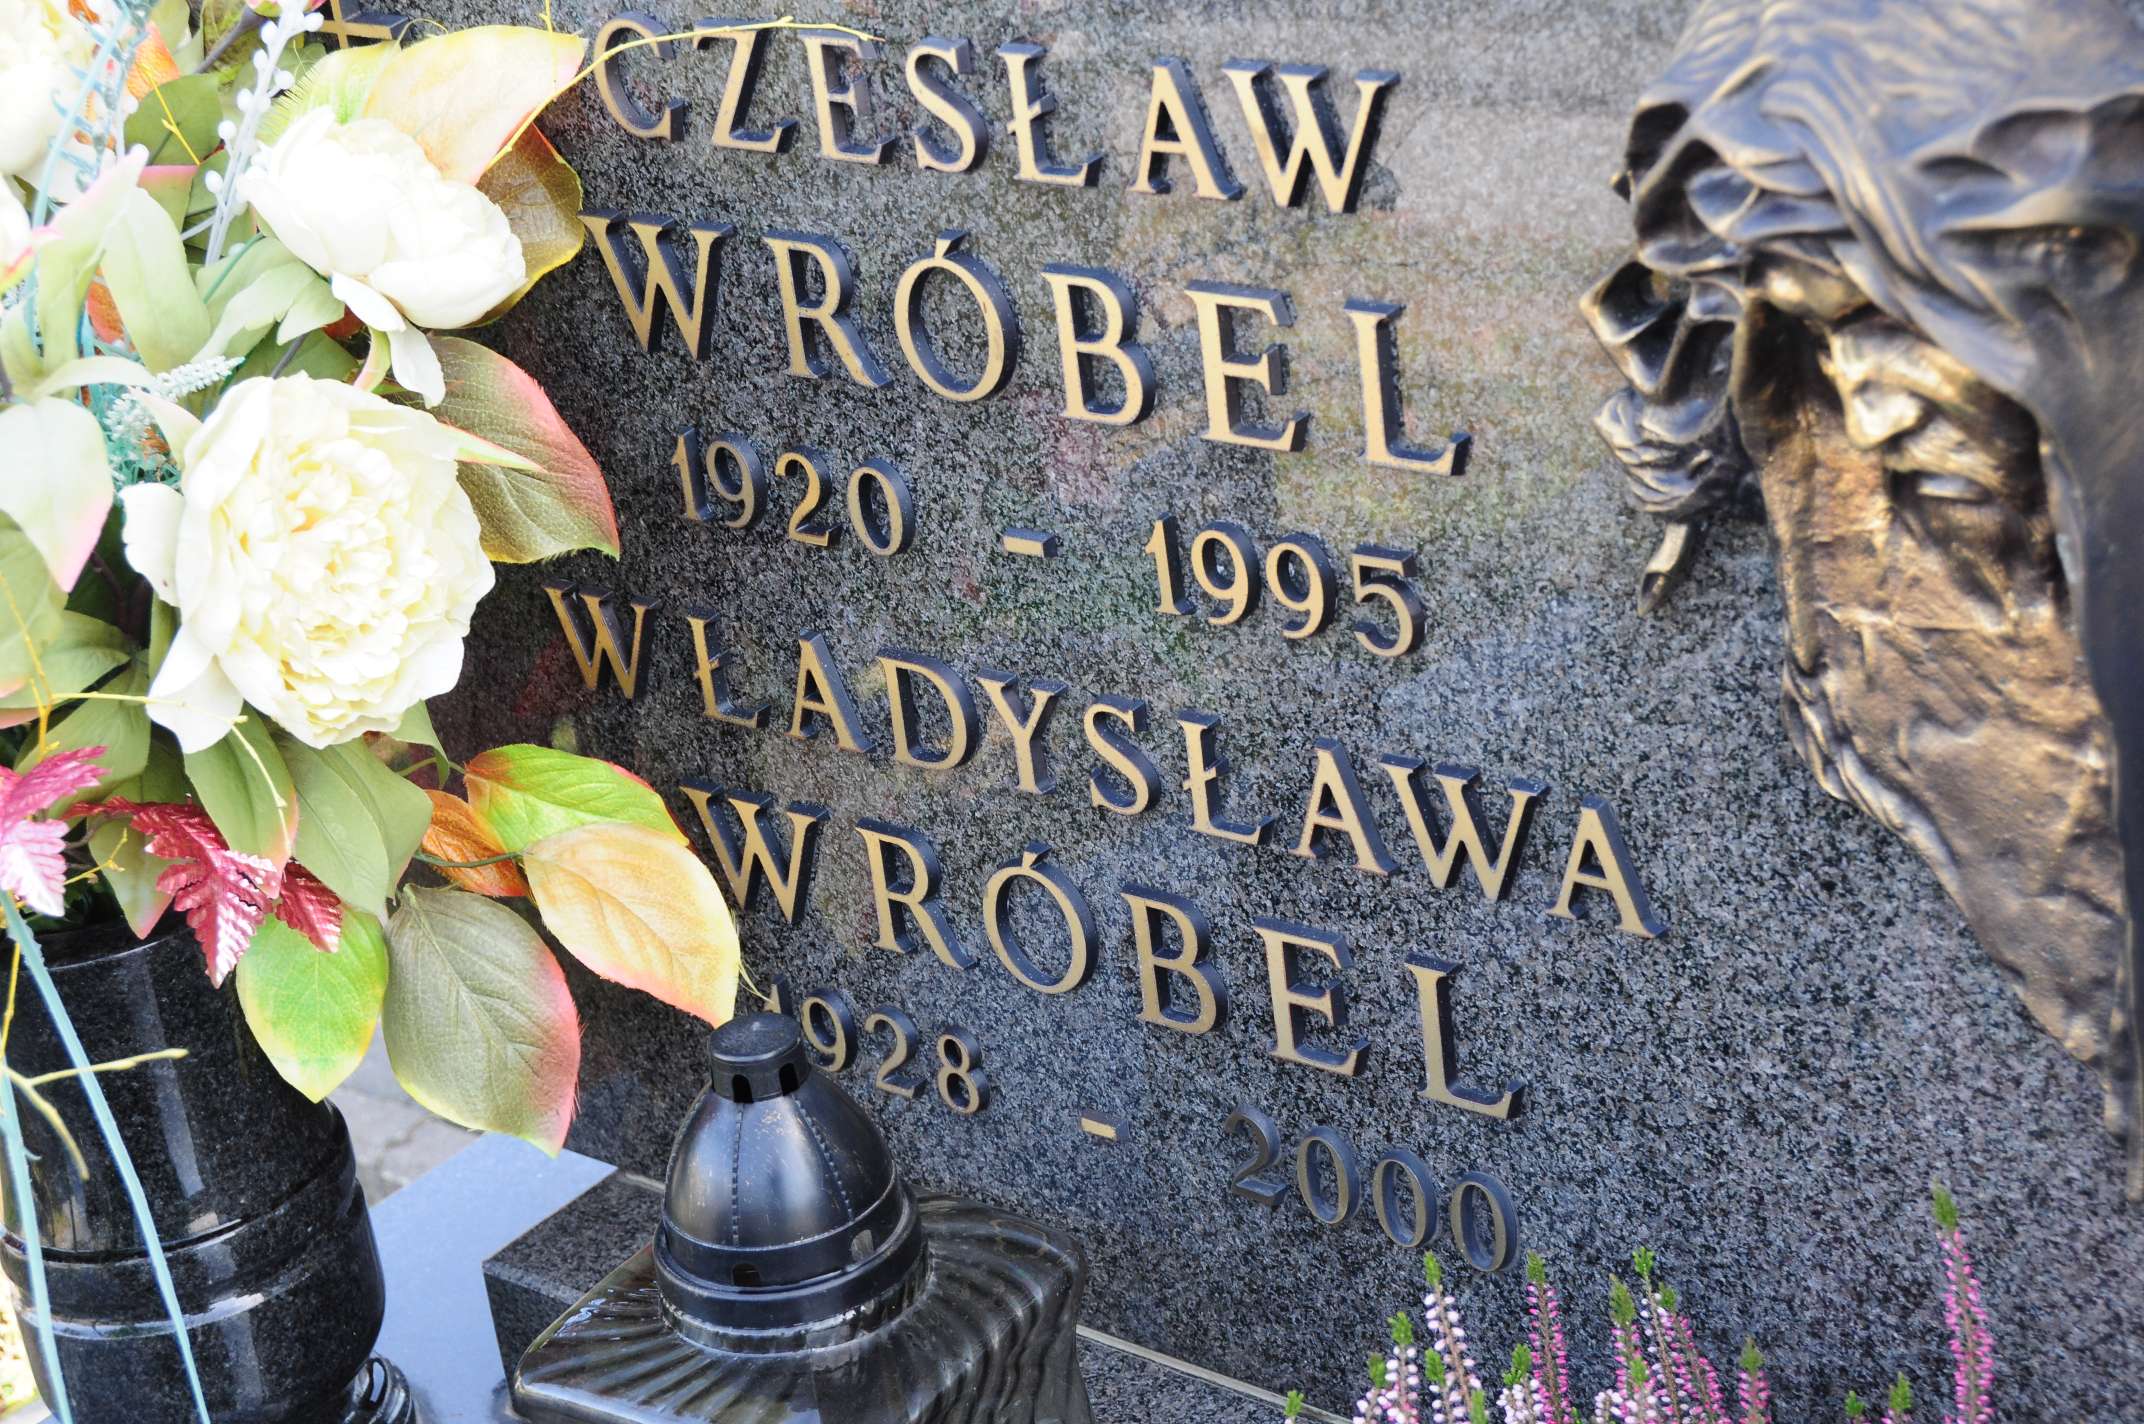 CZESŁAW
WRÓBEL
1920 - 1995
WŁADYSŁAWA
WRÓBEL
1928 - 2000